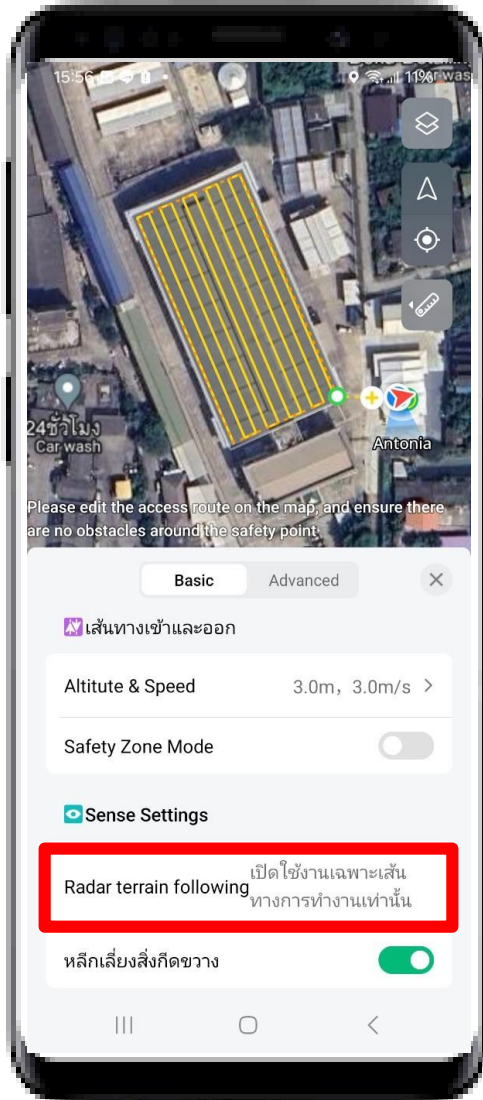 15:56
11%
24ชั่วโมง
Car wash
Antonia
Please edit the access route on the map, and ensure there
are no obstacles around the safety point
Basic
Advanced
เส้นทางเข้าและออก
Altitute & Speed
3.0m, 3.0m/s
Safety Zone Mode
Sense Settings
Radar terrain following
เปิดใช้งานเฉพาะเส้น
ทางการทำงานเท่านั้น
หลีกเลี่ยงสิ่งกีดขวาง